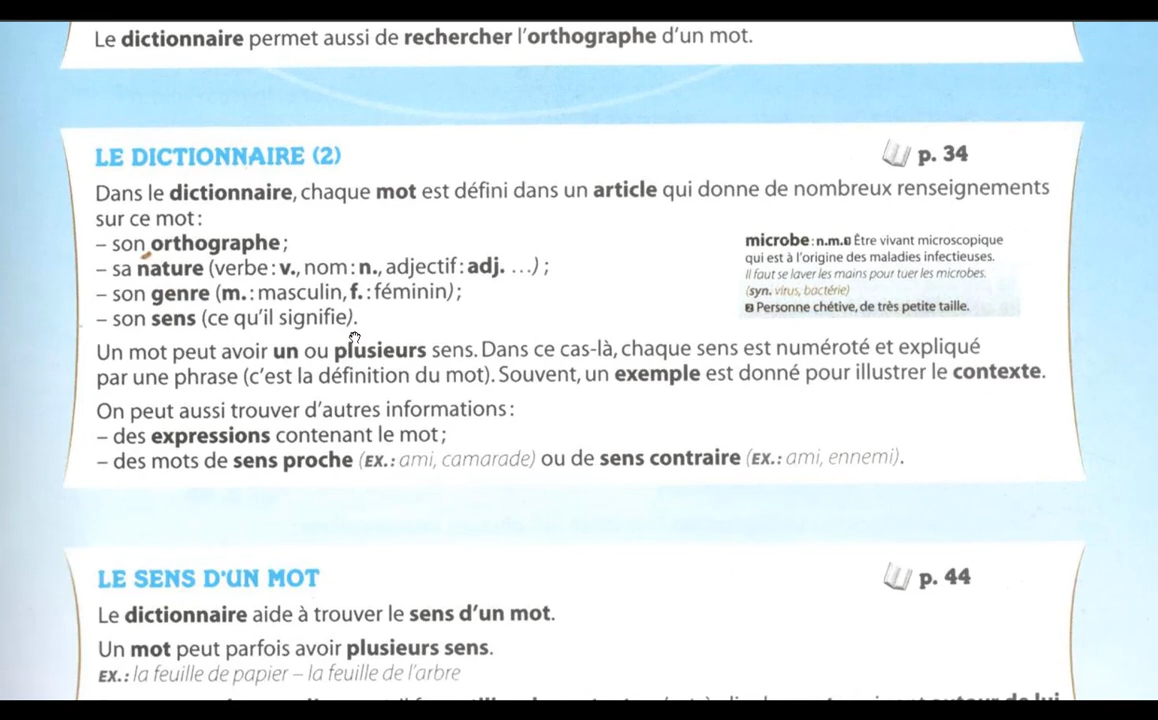 Le dictionnaire permet aussi de rechercher l'orthographe d'un mot.
LE DICTIONNAIRE (2)
p. 34
Dans le dictionnaire, chaque mot est défini dans un article qui donne de nombreux renseignements
sur ce mot :
– son orthographe ;
– sa nature (verbe : v., nom : n., adjectif : adj. …) ;
– son genre (m. : masculin, f. : féminin) ;
– son sens (ce qu'il signifie).
microbe : n.m. 1 Être vivant microscopique
qui est à l'origine des maladies infectieuses.
Il faut se laver les mains pour tuer les microbes.
(syn. virus, bactérie)
2 Personne chétive, de très petite taille.
Un mot peut avoir un ou plusieurs sens. Dans ce cas-là, chaque sens est numéroté et expliqué
par une phrase (c'est la définition du mot). Souvent, un exemple est donné pour illustrer le contexte.
On peut aussi trouver d'autres informations :
– des expressions contenant le mot ;
– des mots de sens proche (EX. : ami, camarade) ou de sens contraire (EX. : ami, ennemi).
LE SENS D'UN MOT
p. 44
Le dictionnaire aide à trouver le sens d'un mot.
Un mot peut parfois avoir plusieurs sens.
EX. : la feuille de papier – la feuille de l'arbre